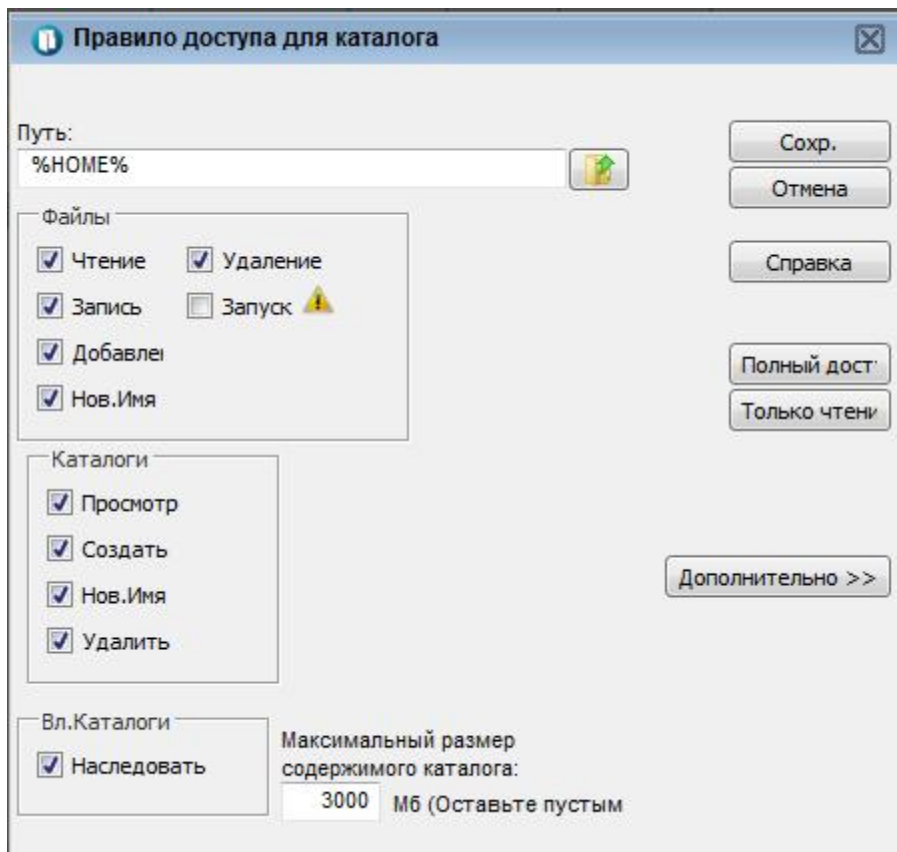 Правило доступа для каталога
Путь:
%HOME%
Сохр.
Отмена
Файлы
Чтение
Удаление
Справка
Запись
Запуск
Добавле
Полный дост
Нов.Имя
Только чтени
Каталоги
Просмотр
Создать
Дополнительно >>
Нов.Имя
Удалить
Вл.Каталоги
Наследовать
Максимальный размер
содержимого каталога:
3000 Мб (Оставьте пустым